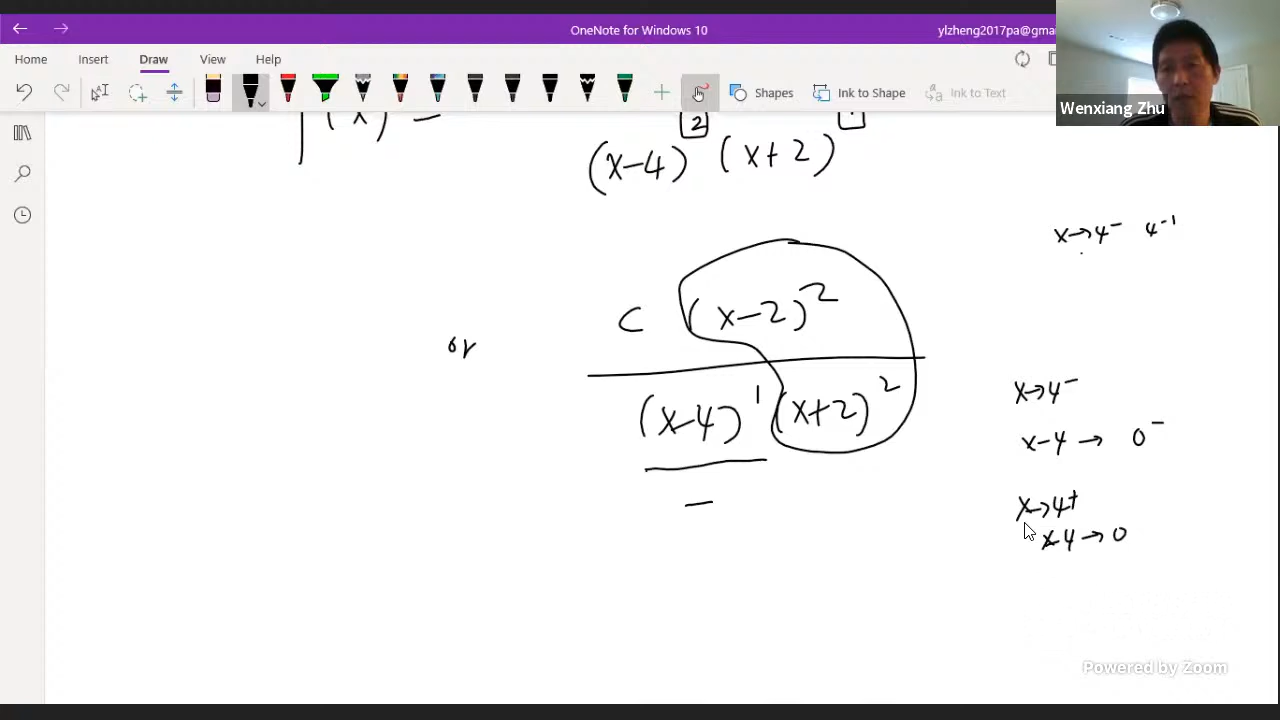 OneNote for Windows 10
ylzheng2017pa@gma
Home Insert Draw View Help
Shapes Ink to Shape Ink to Text
Wenxiang Zhu
(x) =
2
(x-4) (x+2)
x→4⁻ 4⁻¹
or
C (x-2)²
(x-4)¹ (x+2)²
−
x→4⁻
x-4 → 0⁻
x→4⁺
x-4 → 0
Powered by Zoom